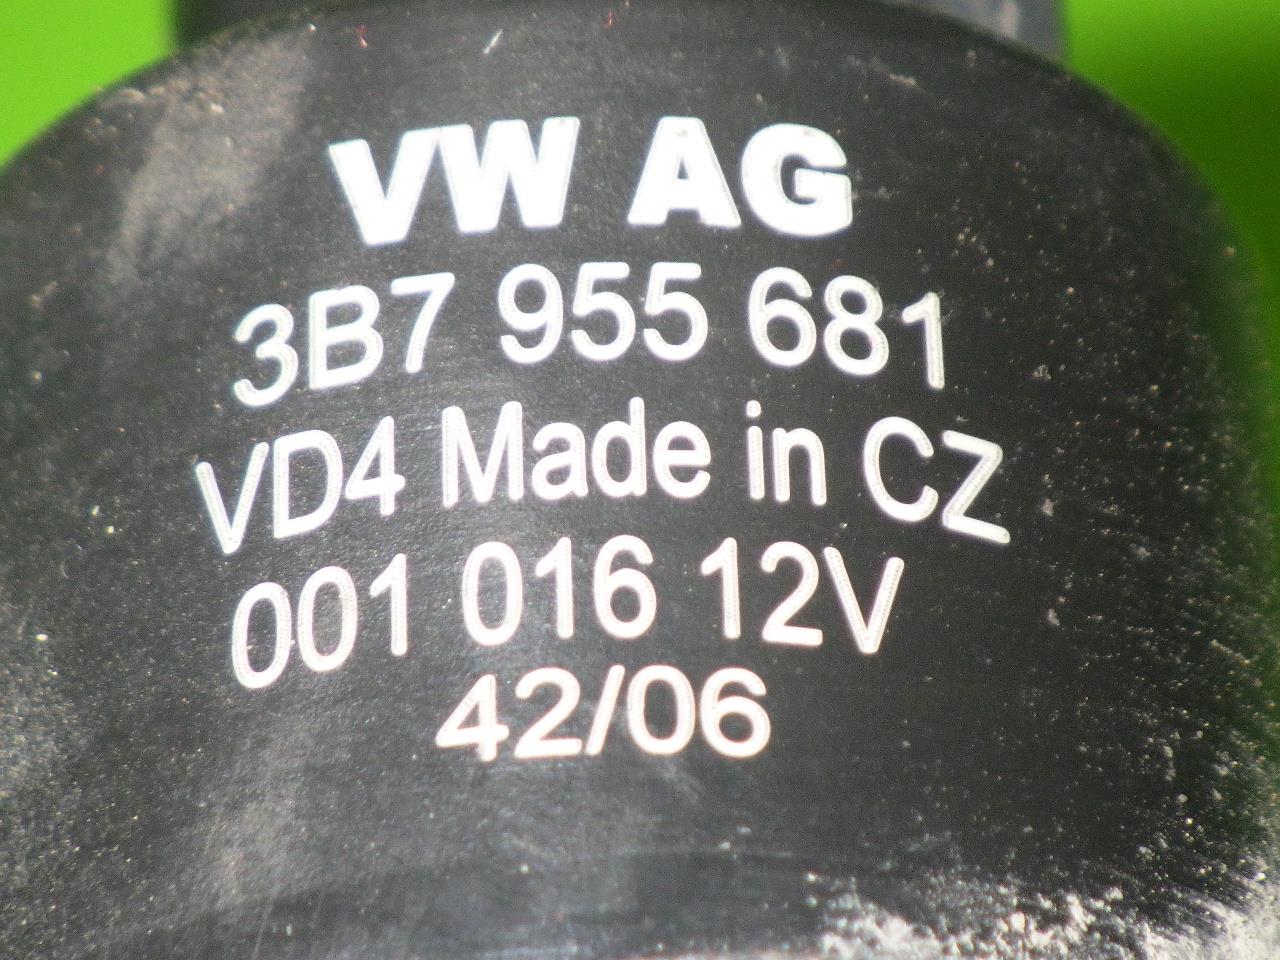 VW AG
3B7 955 681
VD4 Made in CZ
001 016 12V
42/06